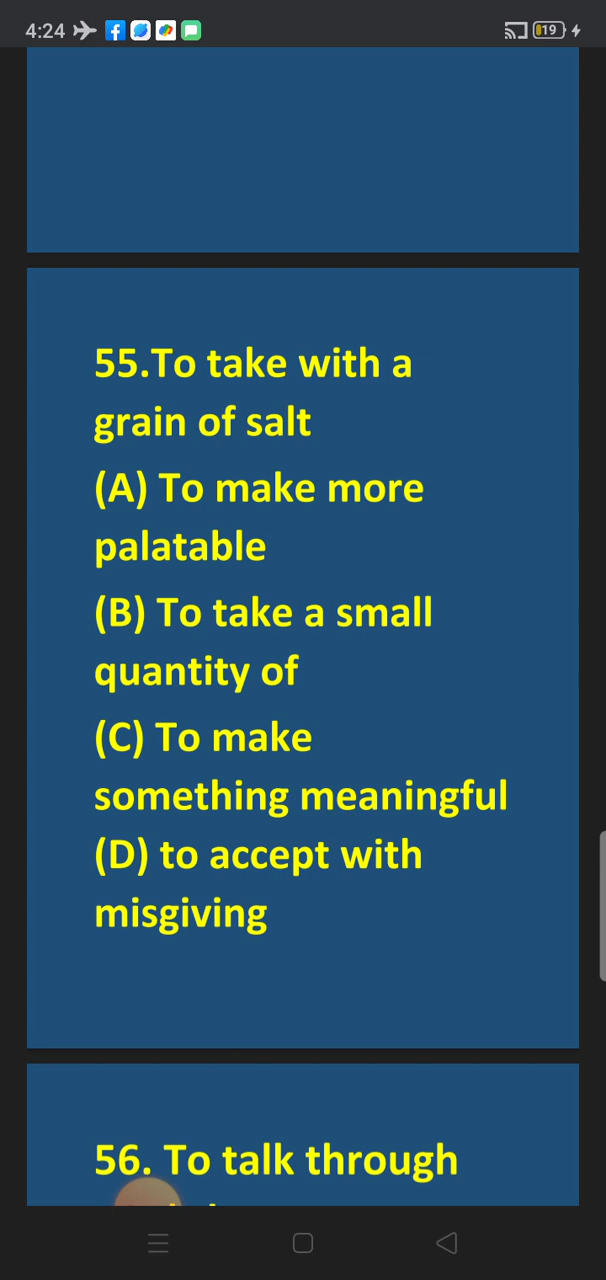 4:24
19
55.To take with a
grain of salt
(A) To make more
palatable
(B) To take a small
quantity of
(C) To make
something meaningful
(D) to accept with
misgiving
56. To talk through